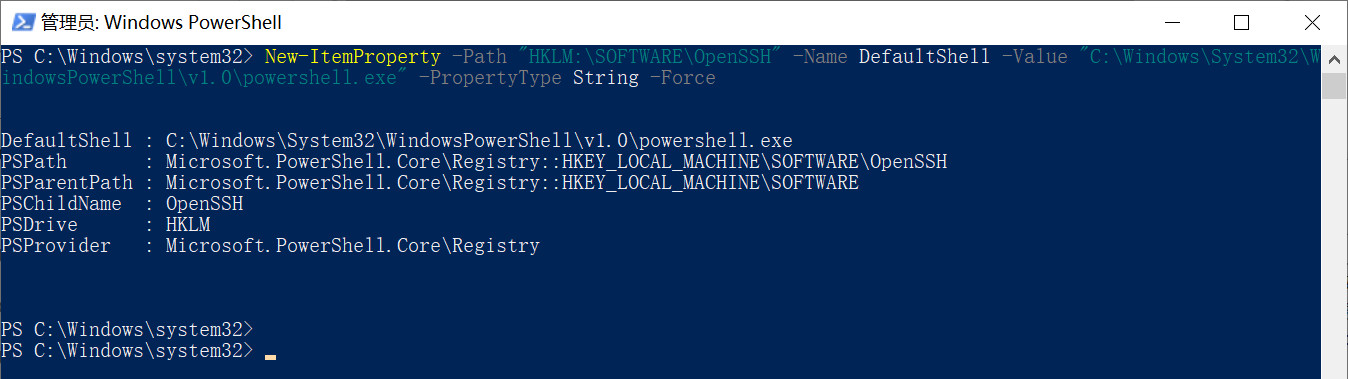 管理员: Windows PowerShell
PS C:\Windows\system32> New-ItemProperty -Path "HKLM:\SOFTWARE\OpenSSH" -Name DefaultShell -Value "C:\Windows\System32\W
indowsPowerShell\v1.0\powershell.exe" -PropertyType String -Force
DefaultShell : C:\Windows\System32\WindowsPowerShell\v1.0\powershell.exe
PSPath       : Microsoft.PowerShell.Core\Registry::HKEY_LOCAL_MACHINE\SOFTWARE\OpenSSH
PSParentPath : Microsoft.PowerShell.Core\Registry::HKEY_LOCAL_MACHINE\SOFTWARE
PSChildName  : OpenSSH
PSDrive      : HKLM
PSProvider   : Microsoft.PowerShell.Core\Registry
PS C:\Windows\system32>
PS C:\Windows\system32>